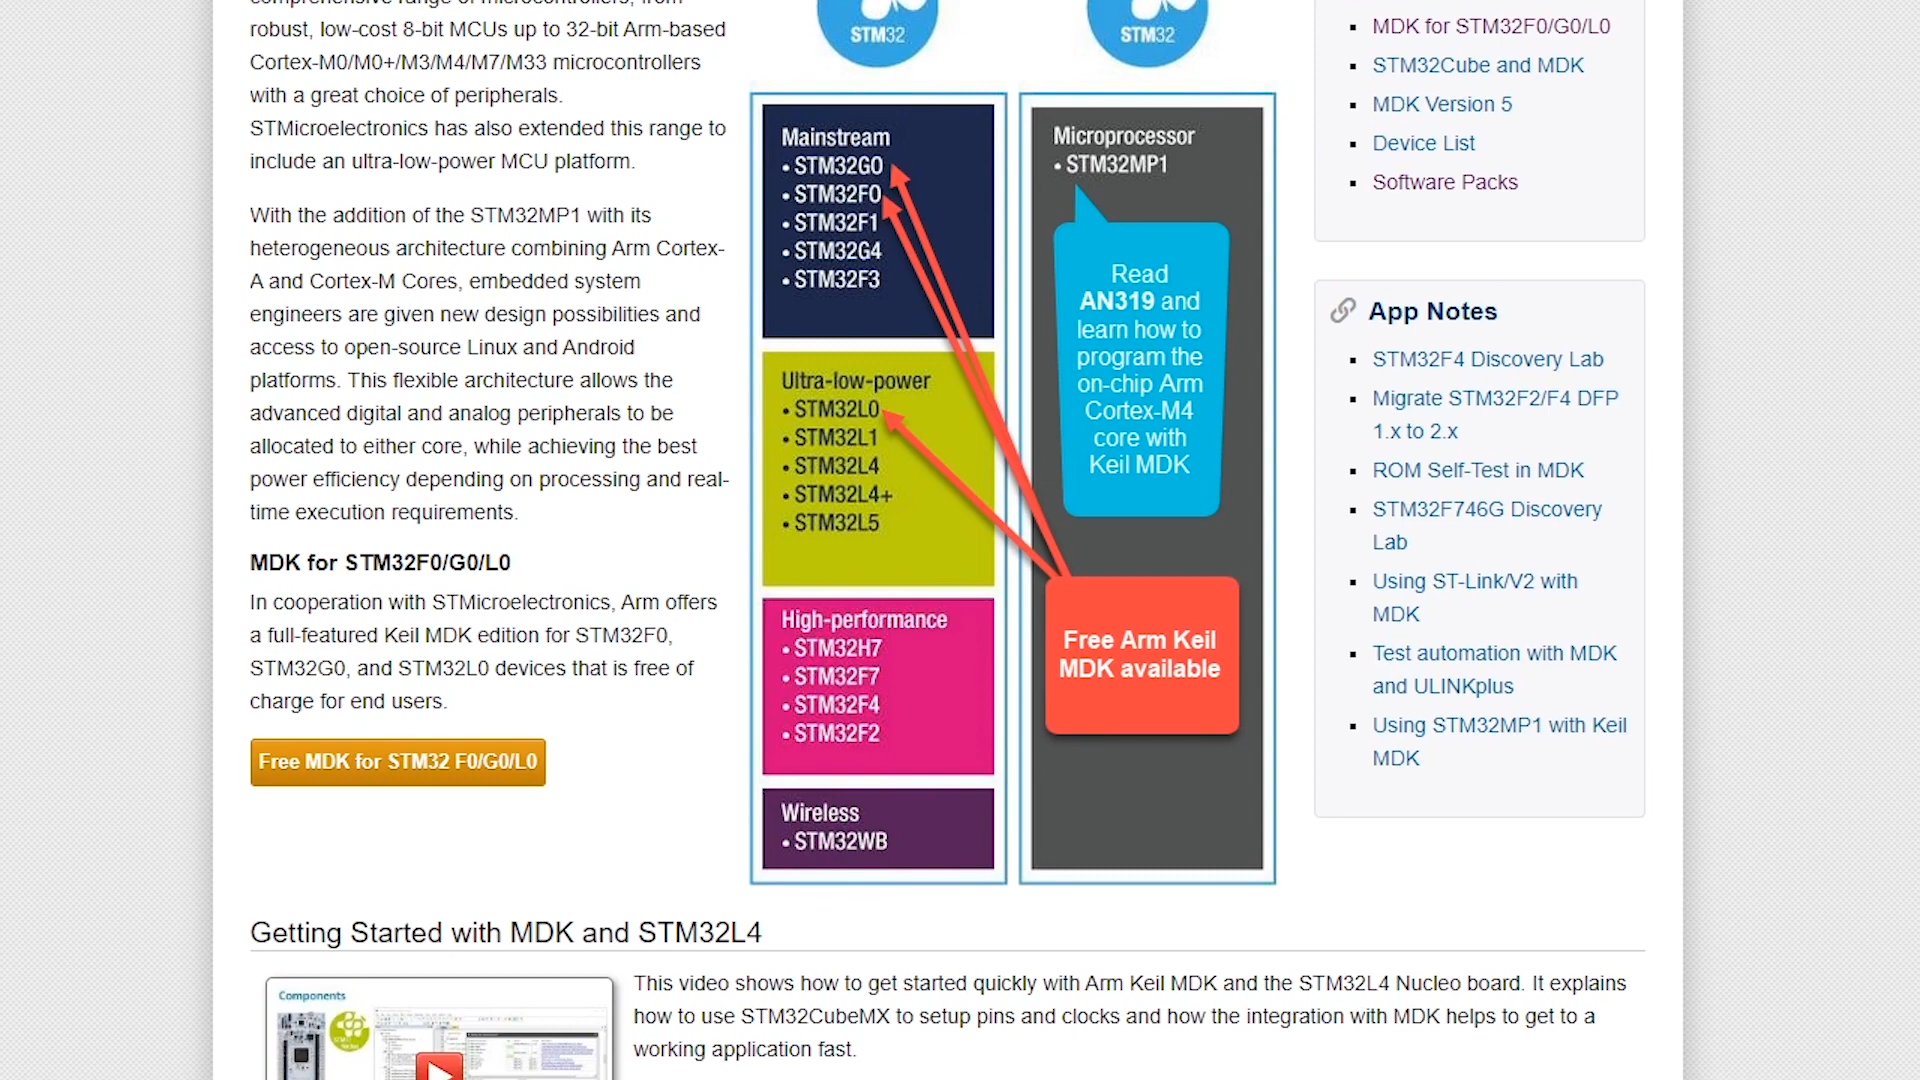 comprehensive range of microcontrollers, from
robust, low-cost 8-bit MCUs up to 32-bit Arm-based
Cortex-M0/M0+/M3/M4/M7/M33 microcontrollers
with a great choice of peripherals.
STMicroelectronics has also extended this range to
include an ultra-low-power MCU platform.
With the addition of the STM32MP1 with its
heterogeneous architecture combining Arm Cortex-
A and Cortex-M Cores, embedded system
engineers are given new design possibilities and
access to open-source Linux and Android
platforms. This flexible architecture allows the
advanced digital and analog peripherals to be
allocated to either core, while achieving the best
power efficiency depending on processing and real-
time execution requirements.
MDK for STM32F0/G0/L0
In cooperation with STMicroelectronics, Arm offers
a full-featured Keil MDK edition for STM32F0,
STM32G0, and STM32L0 devices that is free of
charge for end users.
Free MDK for STM32 F0/G0/L0
STM32
Mainstream
• STM32G0
• STM32F0
• STM32F1
• STM32G4
• STM32F3
Ultra-low-power
• STM32L0
• STM32L1
• STM32L4
• STM32L4+
• STM32L5
High-performance
• STM32H7
• STM32F7
• STM32F4
• STM32F2
Wireless
• STM32WB
STM32
Microprocessor
• STM32MP1
Read
AN319 and
learn how to
program the
on-chip Arm
Cortex-M4
core with
Keil MDK
Free Arm Keil
MDK available
MDK for STM32F0/G0/L0
STM32Cube and MDK
MDK Version 5
Device List
Software Packs
App Notes
STM32F4 Discovery Lab
Migrate STM32F2/F4 DFP
1.x to 2.x
ROM Self-Test in MDK
STM32F746G Discovery
Lab
Using ST-Link/V2 with
MDK
Test automation with MDK
and ULINKplus
Using STM32MP1 with Keil
MDK
Getting Started with MDK and STM32L4
Components
This video shows how to get started quickly with Arm Keil MDK and the STM32L4 Nucleo board. It explains
how to use STM32CubeMX to setup pins and clocks and how the integration with MDK helps to get to a
working application fast.